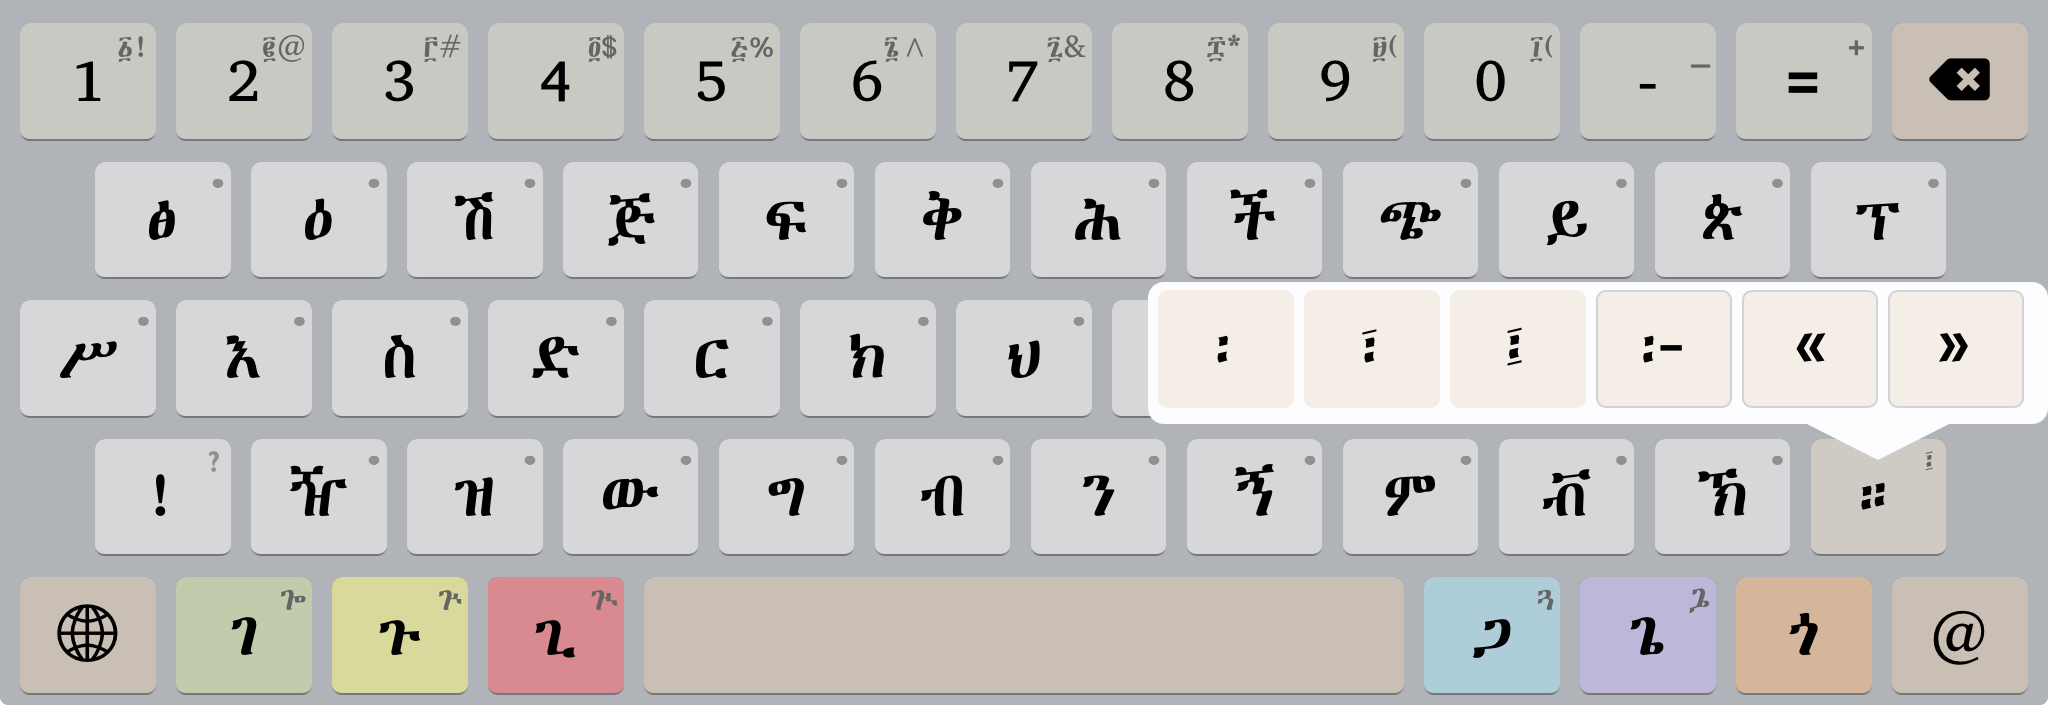 1 ፩! 2 ፪@ 3 ፫# 4 ፬$ 5 ፭% 6 ፮^ 7 ፯& 8 ፰* 9 ፱( 0 ፲( - _ = +
ፅ ዕ ሽ ጅ ፍ ቅ ሕ ች ጭ ይ ጵ ፕ
ሥ እ ስ ድ ር ክ ህ ፡ ፣ ፤ ፡- « »
! ? ዥ ዝ ው ግ ብ ን ኝ ም ቭ ኽ ። ፤
ገ ጐ ጉ ጕ ጊ ጒ ጋ ጓ ጌ ጔ ጎ @